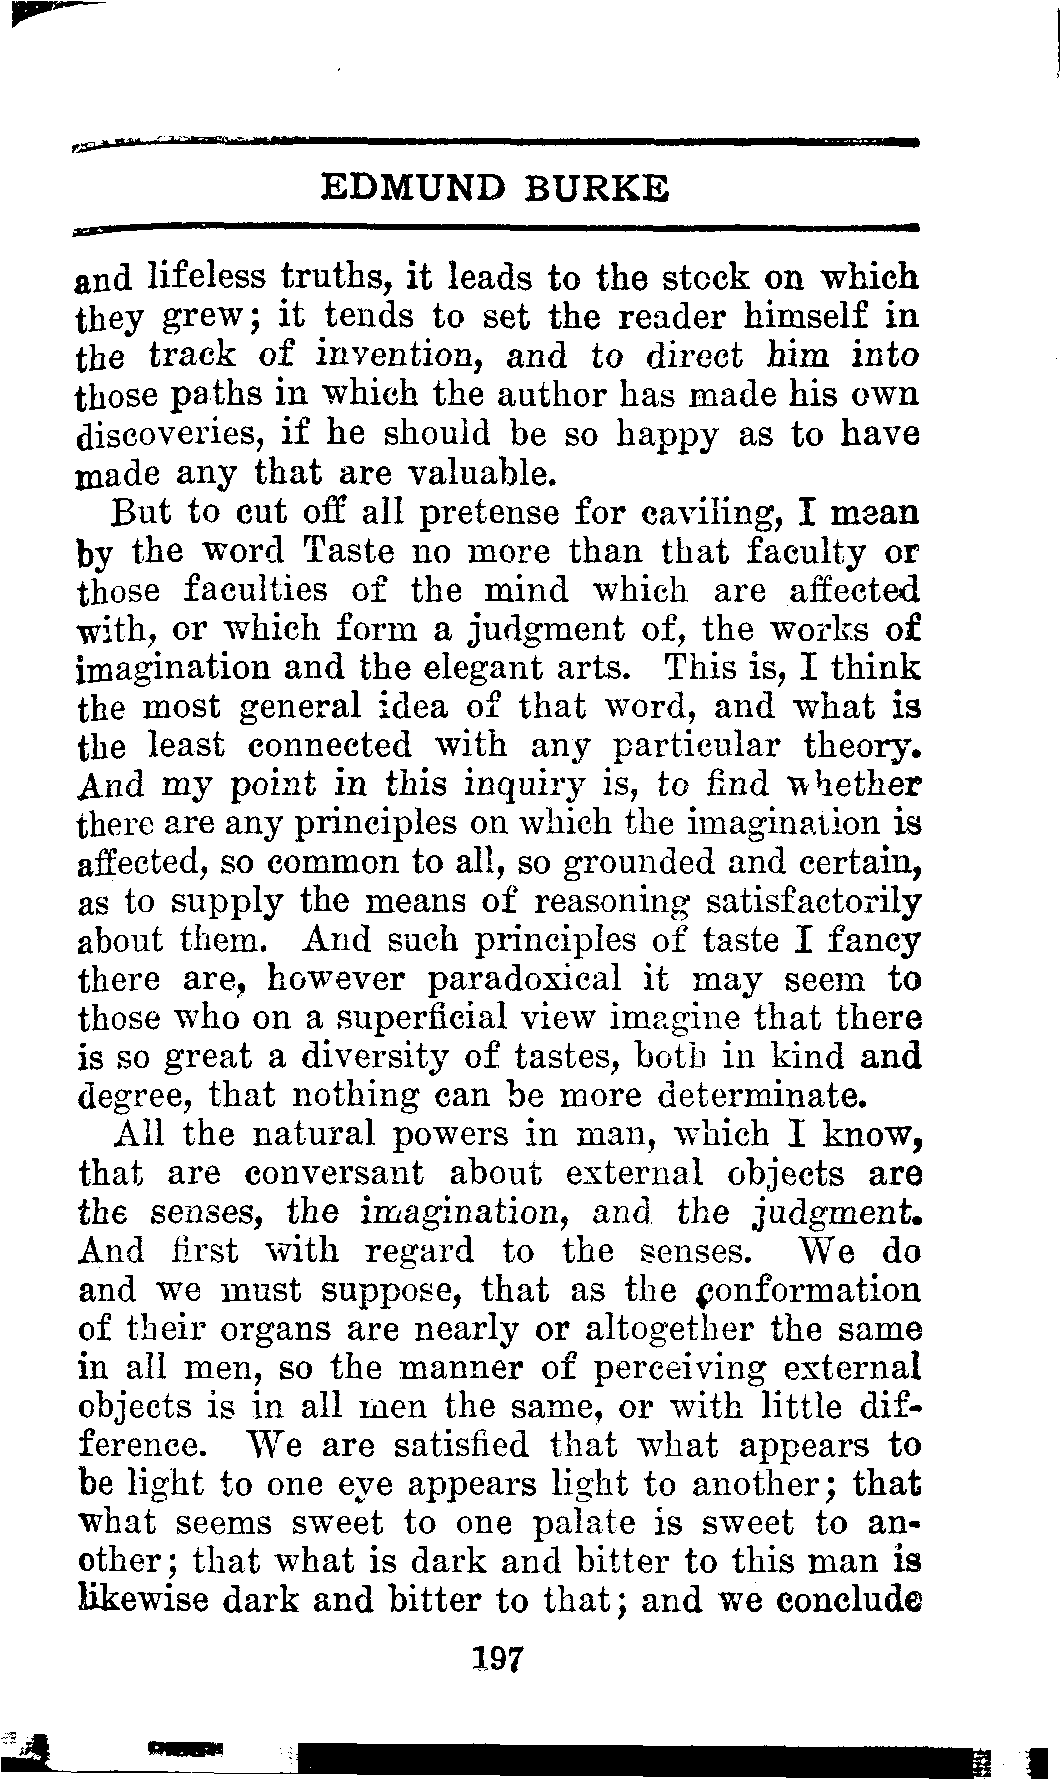 EDMUND BURKE
and lifeless truths, it leads to the stock on which
they grew; it tends to set the reader himself in
the track of invention, and to direct him into
those paths in which the author has made his own
discoveries, if he should be so happy as to have
made any that are valuable.
But to cut off all pretense for caviling, I mean
by the word Taste no more than that faculty or
those faculties of the mind which are affected
with, or which form a judgment of, the works of
imagination and the elegant arts. This is, I think
the most general idea of that word, and what is
the least connected with any particular theory.
And my point in this inquiry is, to find whether
there are any principles on which the imagination is
affected, so common to all, so grounded and certain,
as to supply the means of reasoning satisfactorily
about them. And such principles of taste I fancy
there are, however paradoxical it may seem to
those who on a superficial view imagine that there
is so great a diversity of tastes, both in kind and
degree, that nothing can be more determinate.
All the natural powers in man, which I know,
that are conversant about external objects are
the senses, the imagination, and the judgment.
And first with regard to the senses. We do
and we must suppose, that as the conformation
of their organs are nearly or altogether the same
in all men, so the manner of perceiving external
objects is in all men the same, or with little dif-
ference. We are satisfied that what appears to
be light to one eye appears light to another; that
what seems sweet to one palate is sweet to an-
other; that what is dark and bitter to this man is
likewise dark and bitter to that; and we conclude
197